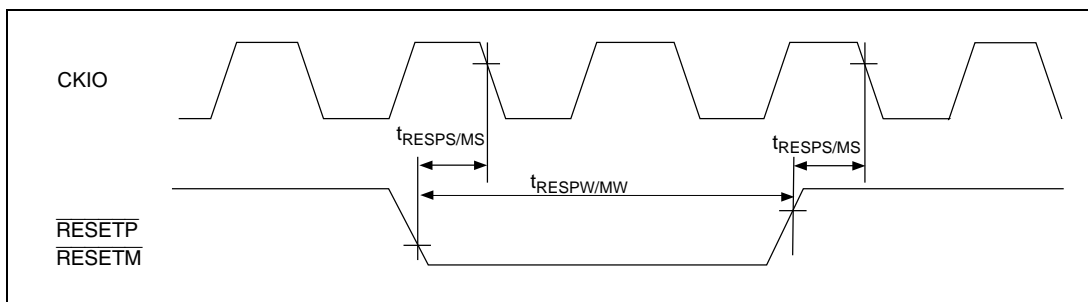 CKIO
tRESPS/MS
tRESPS/MS
tRESPW/MW
RESETP
RESETM